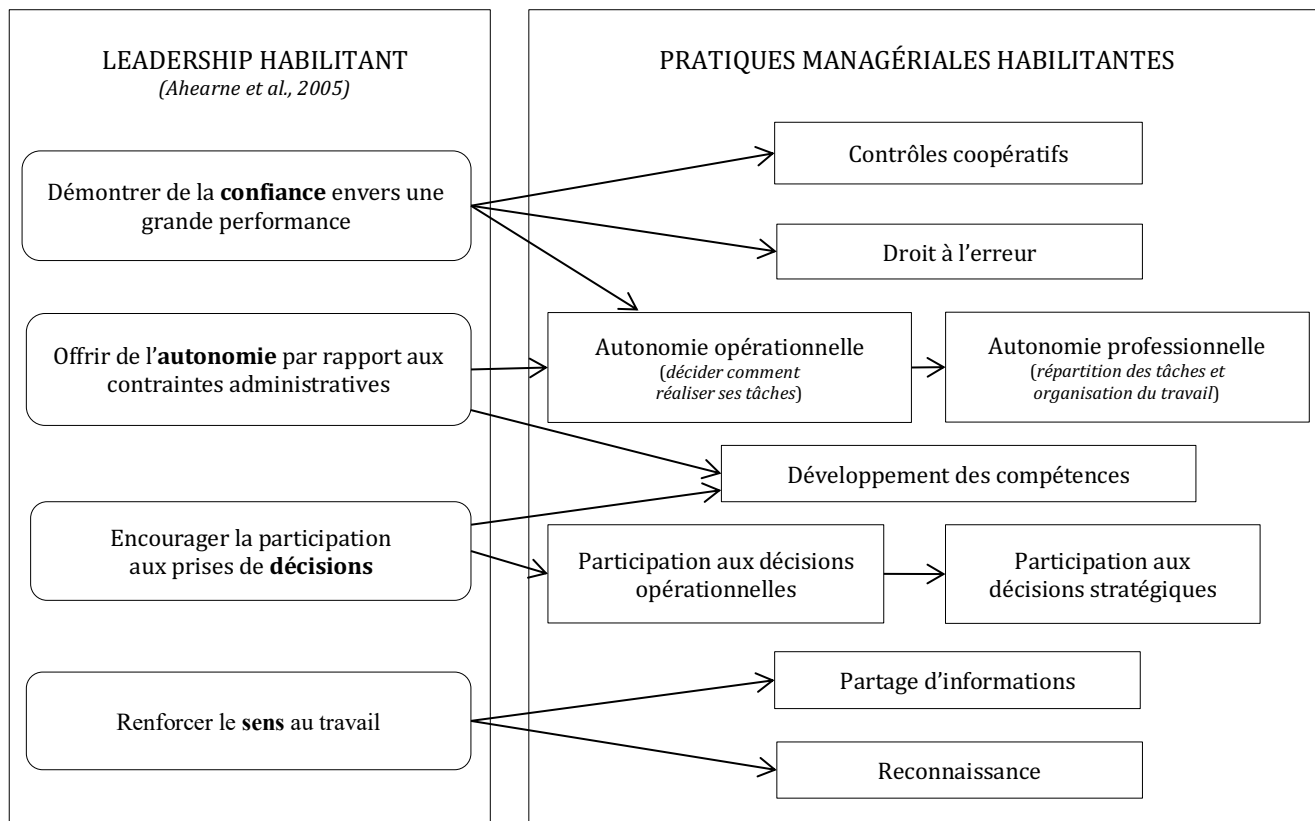 LEADERSHIP HABILITANT
(Ahearne et al., 2005)
Démontrer de la confiance envers une
grande performance
Offrir de l’autonomie par rapport aux
contraintes administratives
Encourager la participation
aux prises de décisions
Renforcer le sens au travail
PRATIQUES MANAGÉRIALES HABILITANTES
Contrôles coopératifs
Droit à l’erreur
Autonomie opérationnelle
(décider comment
réaliser ses tâches)
Autonomie professionnelle
(répartition des tâches et
organisation du travail)
Développement des compétences
Participation aux décisions
opérationnelles
Participation aux
décisions stratégiques
Partage d’informations
Reconnaissance